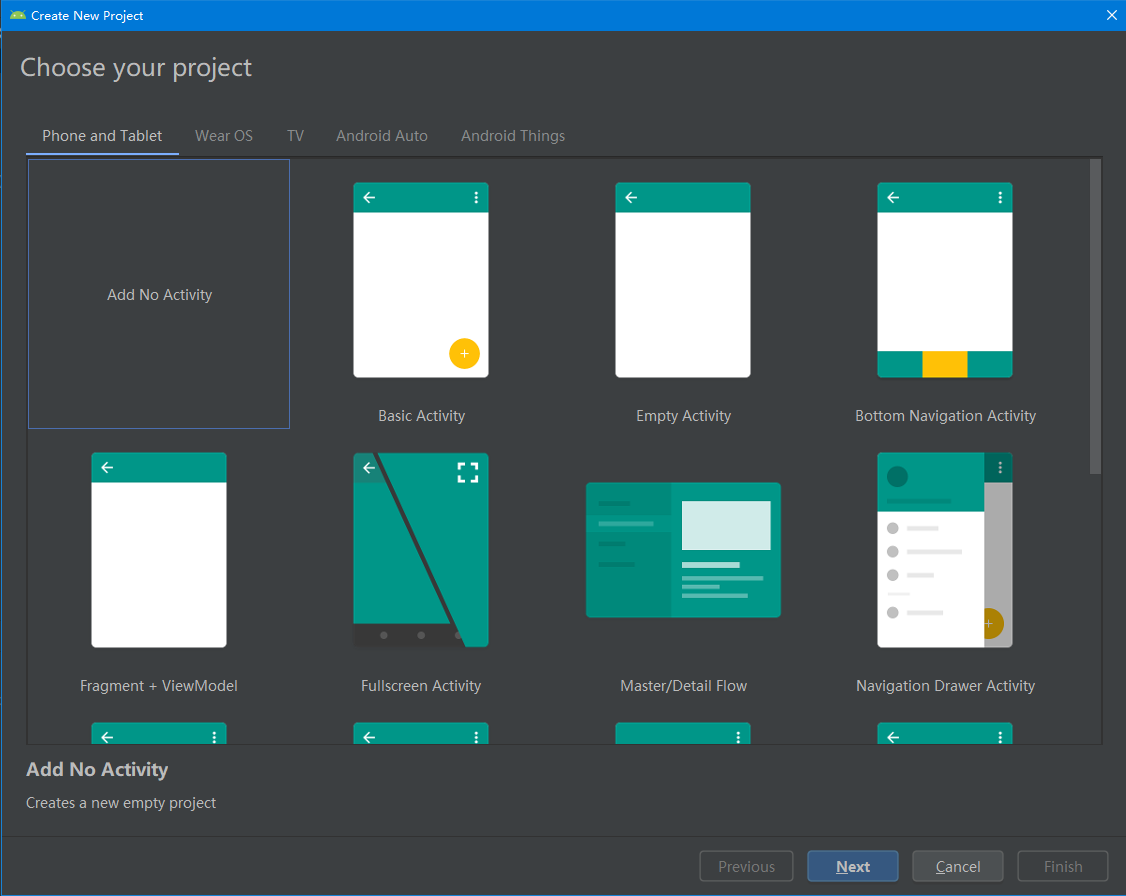 Create New Project
Choose your project
Phone and Tablet Wear OS TV Android Auto Android Things
Add No Activity
Basic Activity Empty Activity Bottom Navigation Activity
Fragment + ViewModel Fullscreen Activity Master/Detail Flow Navigation Drawer Activity
Add No Activity
Creates a new empty project
Previous Next Cancel Finish